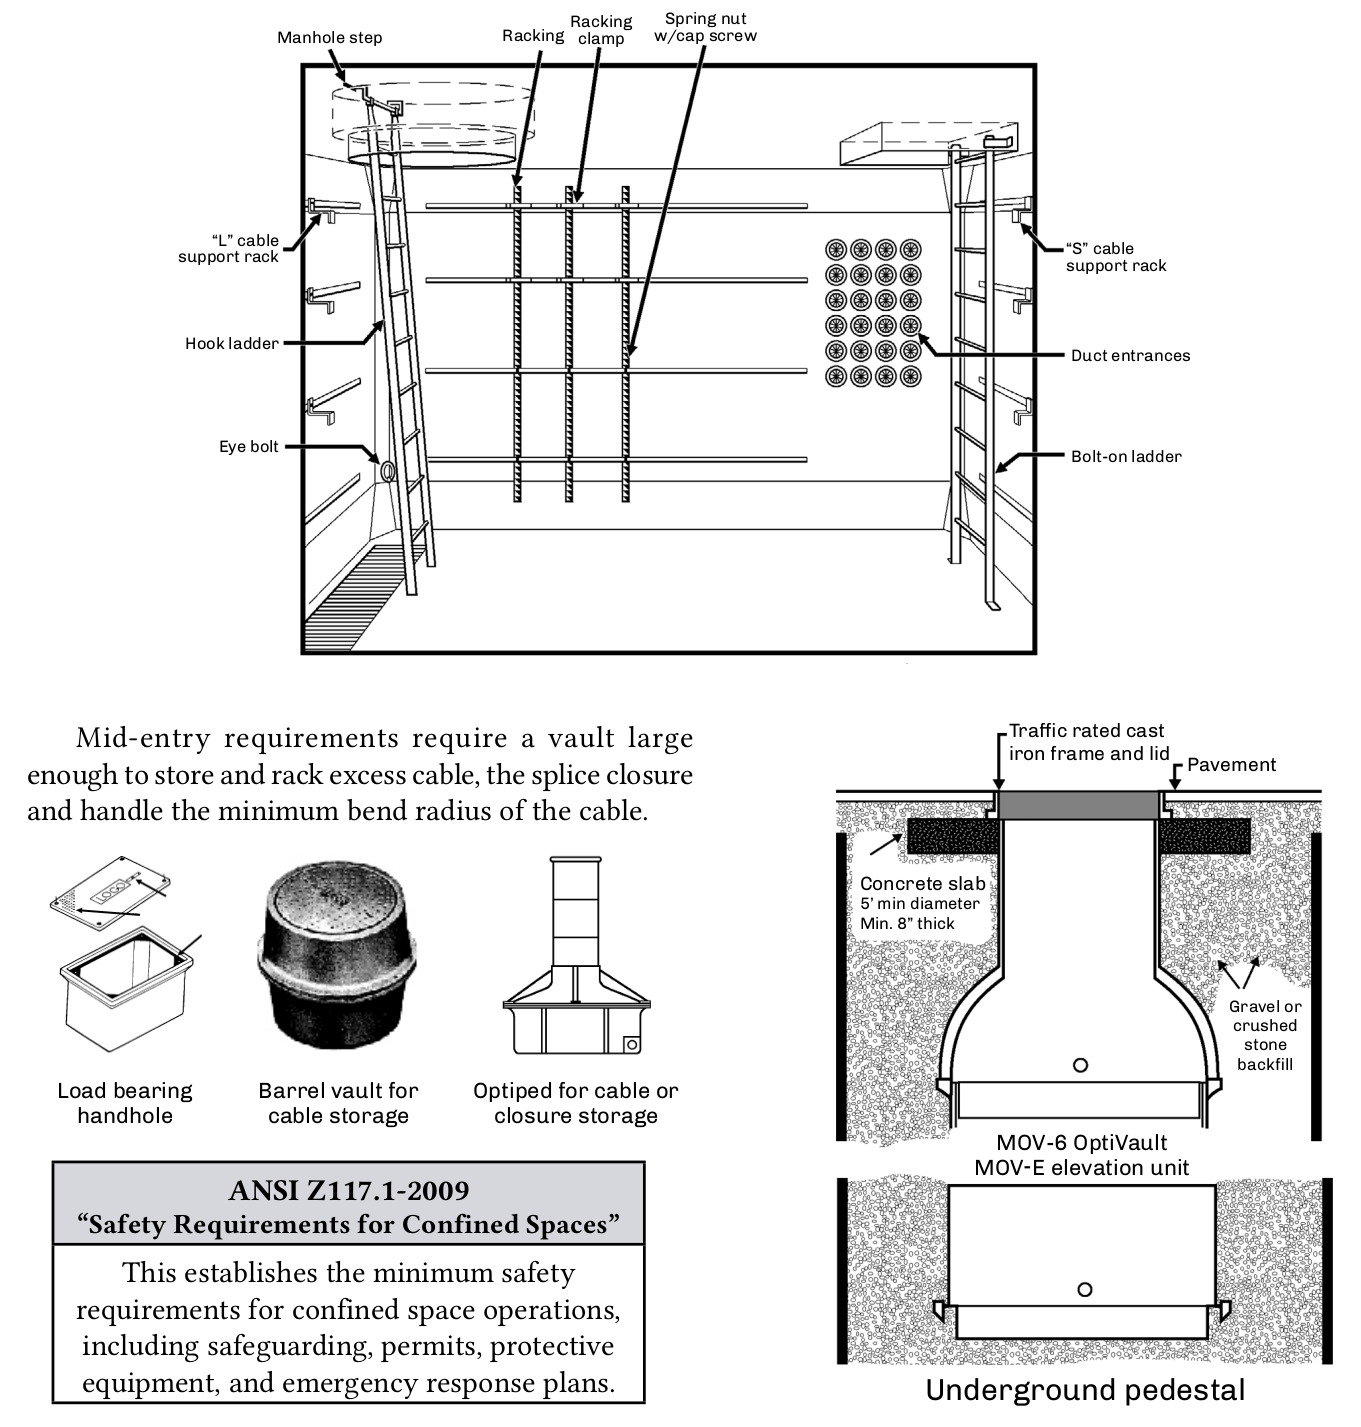 Manhole step
Racking
Racking
clamp
Spring nut
w/cap screw
“L” cable
support rack
“S” cable
support rack
Hook ladder
Duct entrances
Eye bolt
Bolt-on ladder
Mid-entry requirements require a vault large
enough to store and rack excess cable, the splice closure
and handle the minimum bend radius of the cable.
LOGO
Load bearing
handhole
Barrel vault for
cable storage
Optiped for cable or
closure storage
ANSI Z117.1-2009
“Safety Requirements for Confined Spaces”
This establishes the minimum safety
requirements for confined space operations,
including safeguarding, permits, protective
equipment, and emergency response plans.
Traffic rated cast
iron frame and lid
Pavement
Concrete slab
5’ min diameter
Min. 8” thick
Gravel or
crushed
stone
backfill
MOV-6 OptiVault
MOV-E elevation unit
Underground pedestal